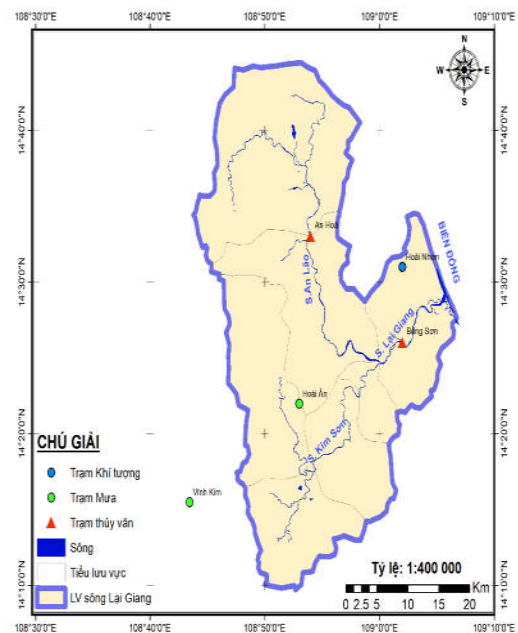 108°30'0"E 108°40'0"E 108°50'0"E 109°0'0"E 109°10'0"E
N
W E
S
14°40'0"N 14°40'0"N
An Hoà
BIỂN ĐÔNG
Hoài Nhơn
14°30'0"N 14°30'0"N
S.An Lão
S. Lại Giang
Bồng Sơn
Hoài Ân
14°20'0"N 14°20'0"N
S. Kim Sơn
Vĩnh Kim
CHÚ GIẢI
Trạm Khí tượng
Trạm Mưa
Trạm thủy văn
Sông
Tiểu lưu vực
LV sông Lại Giang
Tỷ lệ: 1:400 000
Km
0 2.5 5 10 15 20
14°10'0"N 14°10'0"N
108°30'0"E 108°40'0"E 108°50'0"E 109°0'0"E 109°10'0"E